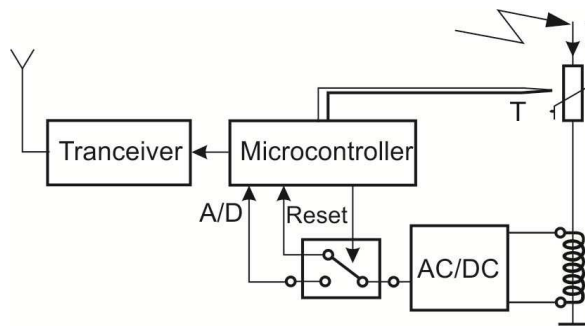 T
Tranceiver
Microcontroller
A/D
Reset
AC/DC